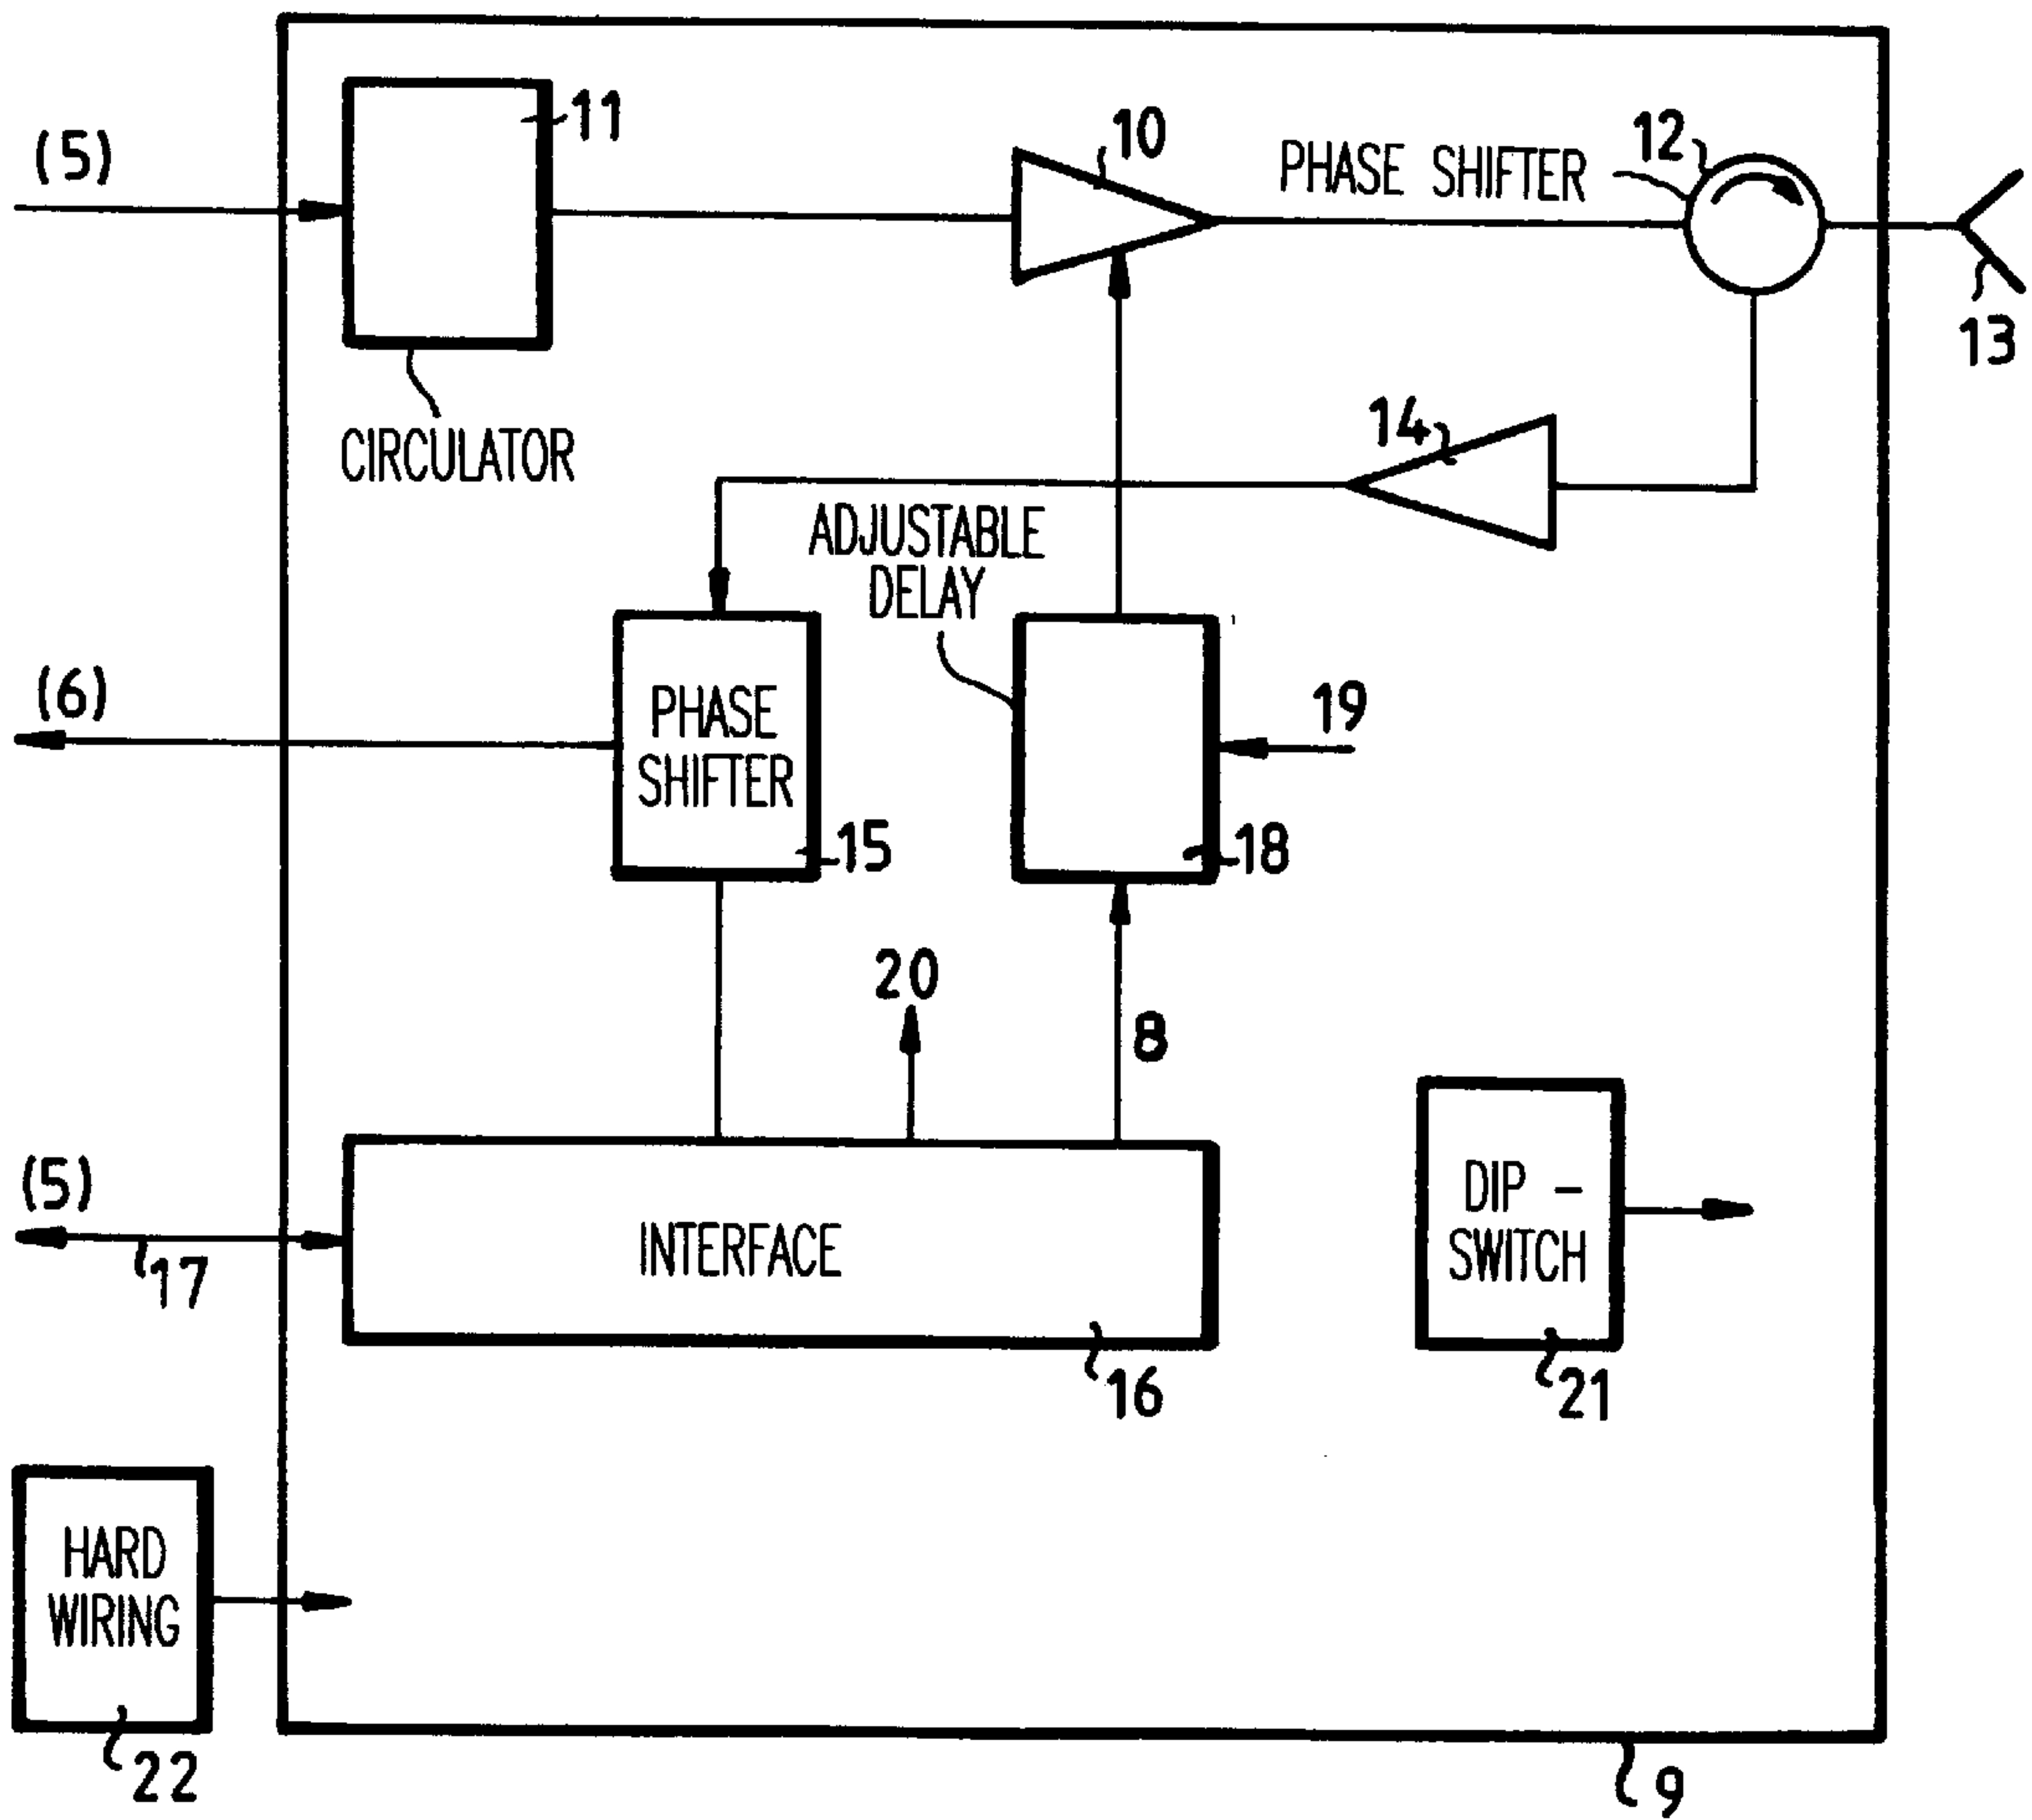 (5)
11
10
PHASE SHIFTER
12
13
CIRCULATOR
14
ADJUSTABLE
DELAY
(6)
PHASE
SHIFTER
15
19
18
20
8
(5)
17
INTERFACE
16
DIP -
SWITCH
21
HARD
WIRING
22
9